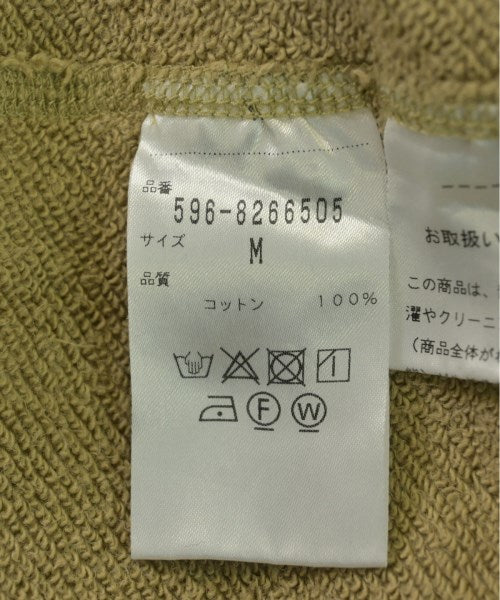 品番
596-8266505
サイズ
M
品質
コットン 100%
F W
お取扱い
この商品は、
濯やクリーニ
(商品全体が